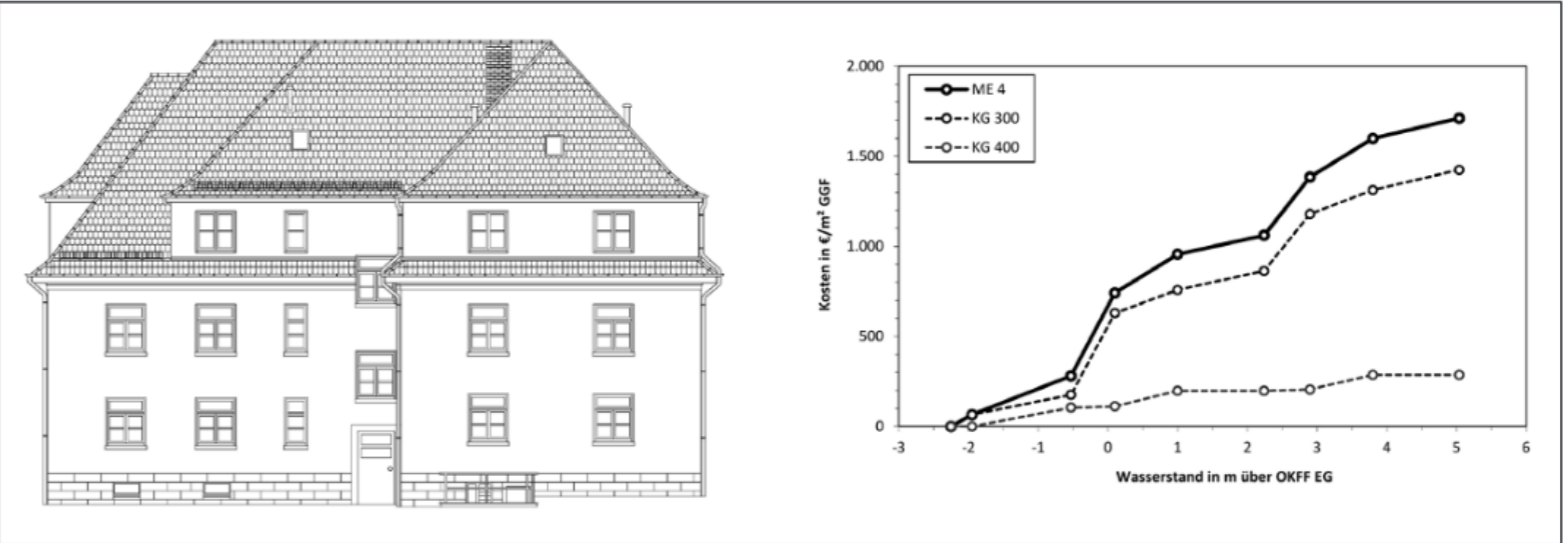 2.000
1.500
1.000
500
0
ME 4
KG 300
KG 400
Kosten in €/m² GGF
-3 -2 -1 0 1 2 3 4 5 6
Wasserstand in m über OKFF EG